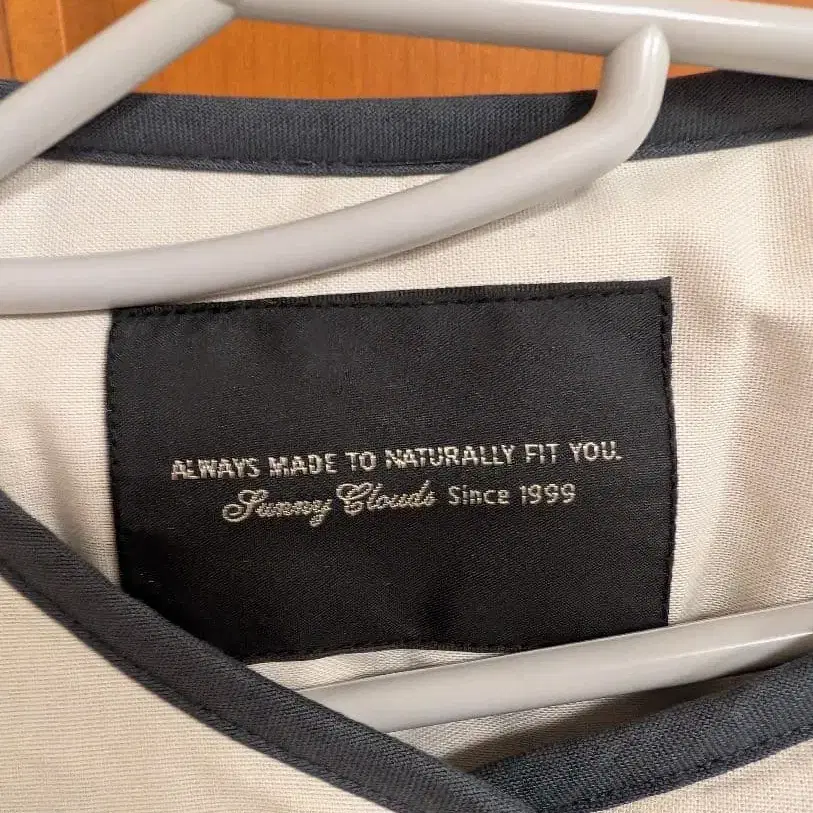 ALWAYS MADE TO NATURALLY FIT YOU.
Sunny Clouds Since 1999